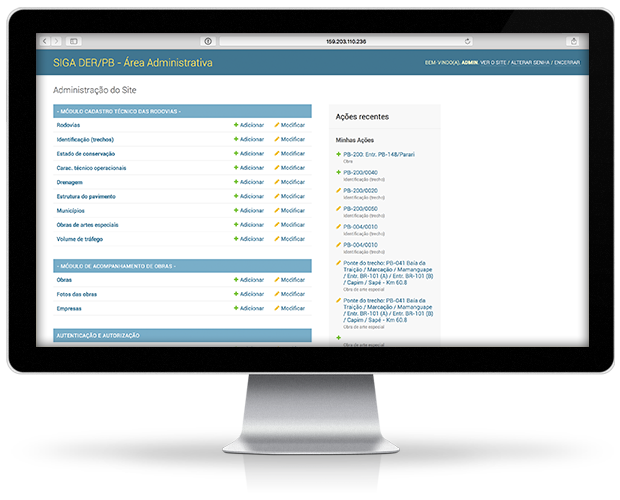 159.203.110.236
SIGA DER/PB - Área Administrativa
BEM-VINDO(A), ADMIN. VER O SITE / ALTERAR SENHA / ENCERRAR
Administração do Site
- MÓDULO CADASTRO TÉCNICO DAS RODOVIAS -
Rodovias Adicionar Modificar
Identificação (trechos) Adicionar Modificar
Estado de conservação Adicionar Modificar
Carac. técnico operacionais Adicionar Modificar
Drenagem Adicionar Modificar
Estrutura do pavimento Adicionar Modificar
Municípios Adicionar Modificar
Obras de artes especiais Adicionar Modificar
Volume de tráfego Adicionar Modificar
- MÓDULO DE ACOMPANHAMENTO DE OBRAS -
Obras Adicionar Modificar
Fotos das obras Adicionar Modificar
Empresas Adicionar Modificar
AUTENTICAÇÃO E AUTORIZAÇÃO
Ações recentes
Minhas Ações
PB-200: Entr. PB-148/Parari
Obra
PB-200/0040
Identificação (trecho)
PB-200/0020
Identificação (trecho)
PB-200/0050
Identificação (trecho)
PB-004/0010
Identificação (trecho)
PB-004/0010
Identificação (trecho)
Ponte do trecho: PB-041 Baía da
Traição / Marcação / Mamanguape
/ Entr. BR-101 (A) / Entr. BR-101 (B)
/ Capim / Sapé - Km 60.8
Obra de arte especial
Ponte do trecho: PB-041 Baía da
Traição / Marcação / Mamanguape
/ Entr. BR-101 (A) / Entr. BR-101 (B)
/ Capim / Sapé - Km 60.8
Obra de arte especial
Obra de arte especial